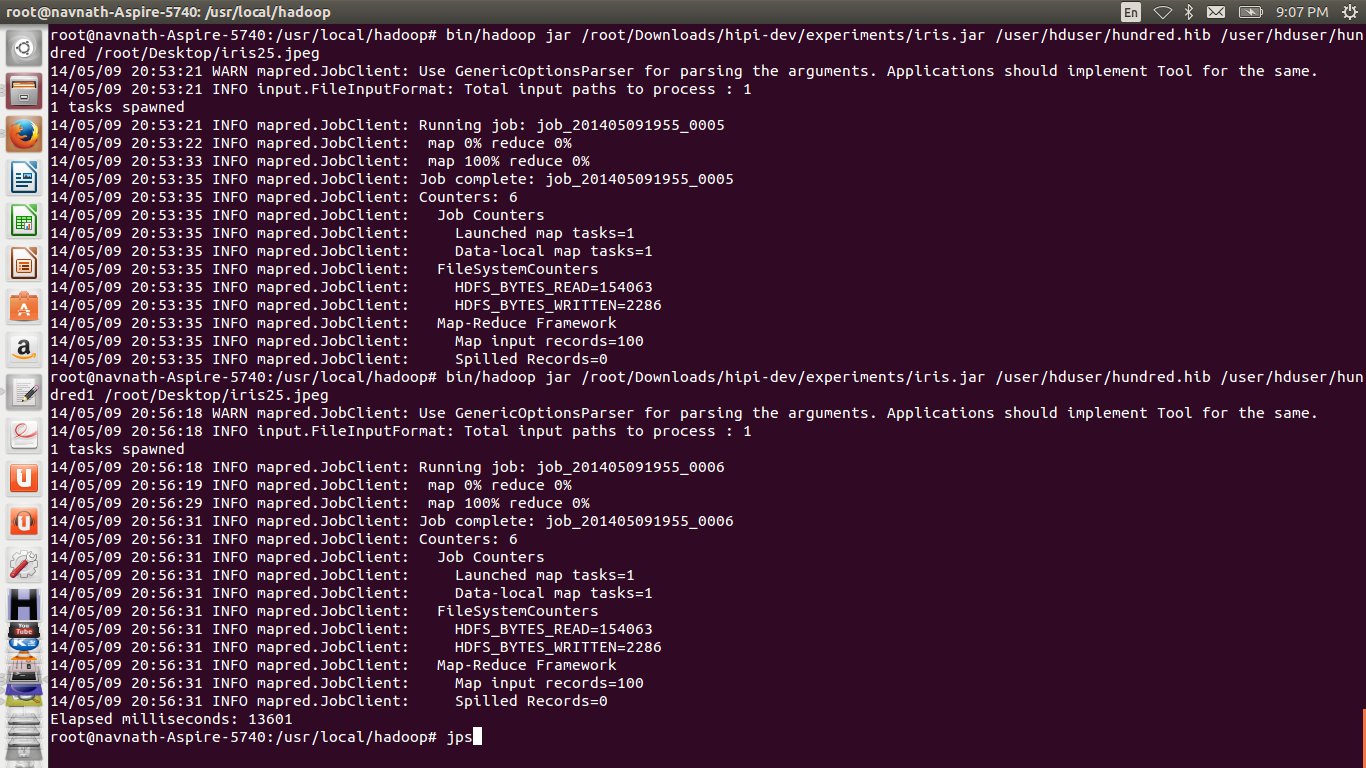 root@navnath-Aspire-5740: /usr/local/hadoop
En
9:07 PM
root@navnath-Aspire-5740:/usr/local/hadoop# bin/hadoop jar /root/Downloads/hipi-dev/experiments/iris.jar /user/hduser/hundred.hib /user/hduser/hun
dred /root/Desktop/iris25.jpeg
14/05/09 20:53:21 WARN mapred.JobClient: Use GenericOptionsParser for parsing the arguments. Applications should implement Tool for the same.
14/05/09 20:53:21 INFO input.FileInputFormat: Total input paths to process : 1
1 tasks spawned
14/05/09 20:53:21 INFO mapred.JobClient: Running job: job_201405091955_0005
14/05/09 20:53:22 INFO mapred.JobClient:  map 0% reduce 0%
14/05/09 20:53:33 INFO mapred.JobClient:  map 100% reduce 0%
14/05/09 20:53:35 INFO mapred.JobClient: Job complete: job_201405091955_0005
14/05/09 20:53:35 INFO mapred.JobClient: Counters: 6
14/05/09 20:53:35 INFO mapred.JobClient:   Job Counters
14/05/09 20:53:35 INFO mapred.JobClient:     Launched map tasks=1
14/05/09 20:53:35 INFO mapred.JobClient:     Data-local map tasks=1
14/05/09 20:53:35 INFO mapred.JobClient:   FileSystemCounters
14/05/09 20:53:35 INFO mapred.JobClient:     HDFS_BYTES_READ=154063
14/05/09 20:53:35 INFO mapred.JobClient:     HDFS_BYTES_WRITTEN=2286
14/05/09 20:53:35 INFO mapred.JobClient:   Map-Reduce Framework
14/05/09 20:53:35 INFO mapred.JobClient:     Map input records=100
14/05/09 20:53:35 INFO mapred.JobClient:     Spilled Records=0
root@navnath-Aspire-5740:/usr/local/hadoop# bin/hadoop jar /root/Downloads/hipi-dev/experiments/iris.jar /user/hduser/hundred.hib /user/hduser/hun
dred1 /root/Desktop/iris25.jpeg
14/05/09 20:56:18 WARN mapred.JobClient: Use GenericOptionsParser for parsing the arguments. Applications should implement Tool for the same.
14/05/09 20:56:18 INFO input.FileInputFormat: Total input paths to process : 1
1 tasks spawned
14/05/09 20:56:18 INFO mapred.JobClient: Running job: job_201405091955_0006
14/05/09 20:56:19 INFO mapred.JobClient:  map 0% reduce 0%
14/05/09 20:56:29 INFO mapred.JobClient:  map 100% reduce 0%
14/05/09 20:56:31 INFO mapred.JobClient: Job complete: job_201405091955_0006
14/05/09 20:56:31 INFO mapred.JobClient: Counters: 6
14/05/09 20:56:31 INFO mapred.JobClient:   Job Counters
14/05/09 20:56:31 INFO mapred.JobClient:     Launched map tasks=1
14/05/09 20:56:31 INFO mapred.JobClient:     Data-local map tasks=1
14/05/09 20:56:31 INFO mapred.JobClient:   FileSystemCounters
14/05/09 20:56:31 INFO mapred.JobClient:     HDFS_BYTES_READ=154063
14/05/09 20:56:31 INFO mapred.JobClient:     HDFS_BYTES_WRITTEN=2286
14/05/09 20:56:31 INFO mapred.JobClient:   Map-Reduce Framework
14/05/09 20:56:31 INFO mapred.JobClient:     Map input records=100
14/05/09 20:56:31 INFO mapred.JobClient:     Spilled Records=0
Elapsed milliseconds: 13601
root@navnath-Aspire-5740:/usr/local/hadoop# jps
a
U
U
H
You
Tube